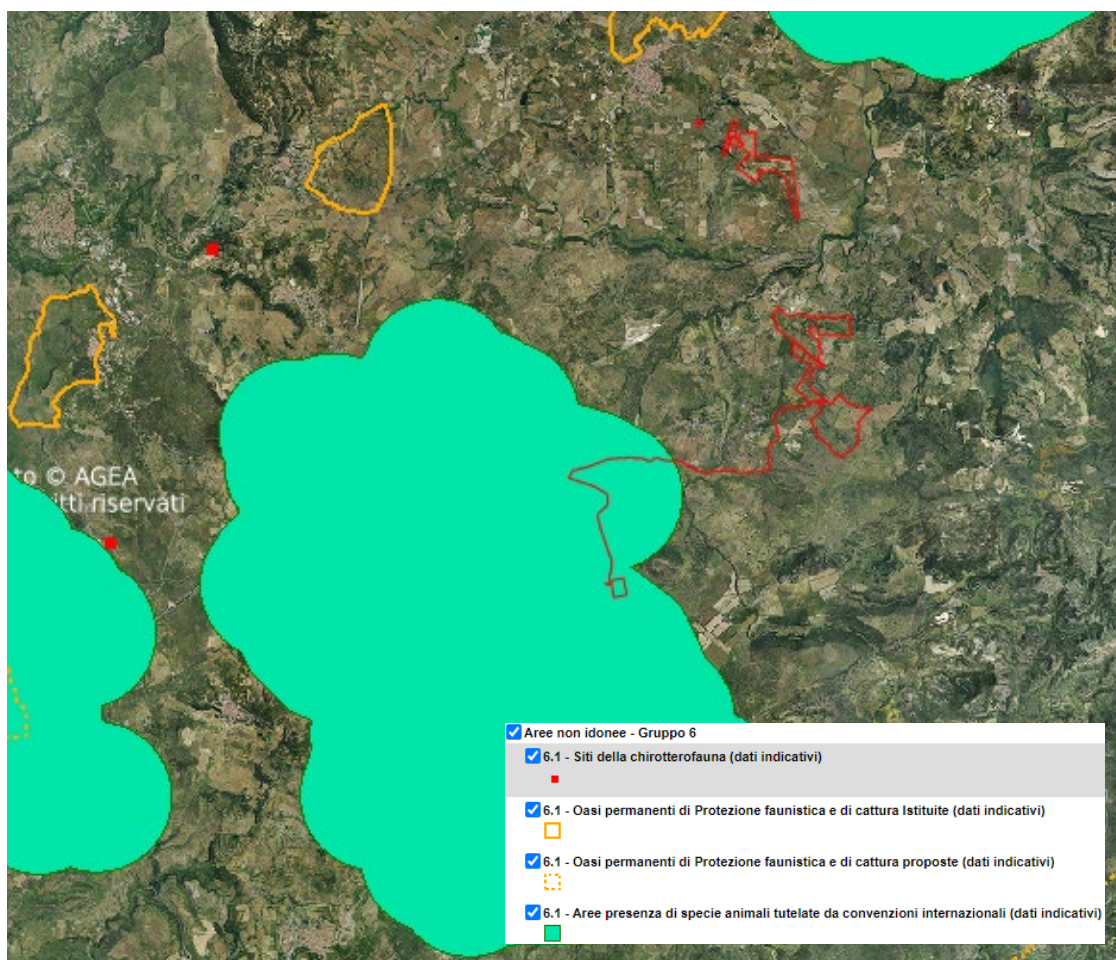 to © AGEA
itti riservati
Aree non idonee - Gruppo 6
6.1 - Siti della chirotterofauna (dati indicativi)
6.1 - Oasi permanenti di Protezione faunistica e di cattura Istituite (dati indicativi)
6.1 - Oasi permanenti di Protezione faunistica e di cattura proposte (dati indicativi)
6.1 - Aree presenza di specie animali tutelate da convenzioni internazionali (dati indicativi)